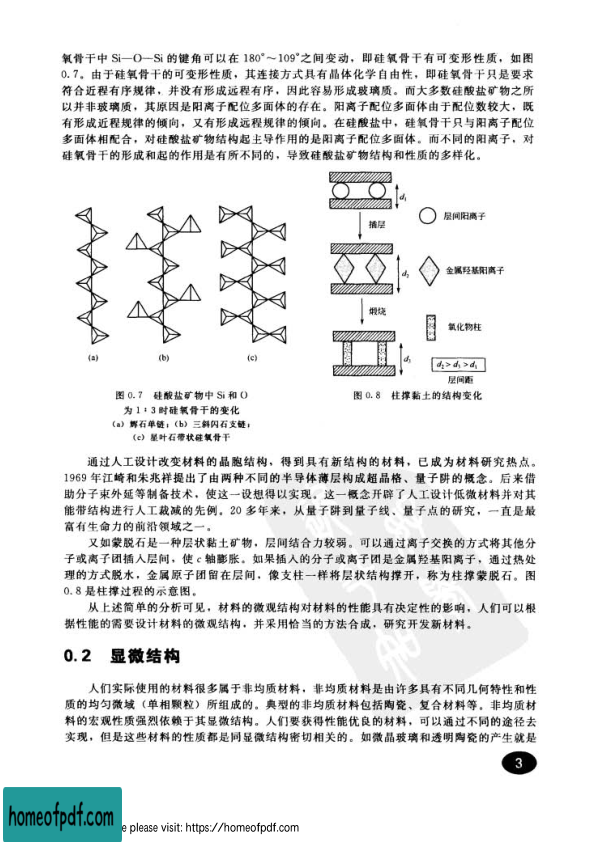 氧骨干中 Si—O—Si 的键角可以在 180°～109°之间变动，即硅氧骨干有可变形性质，如图
0.7。由于硅氧骨干的可变形性质，其连接方式具有晶体化学自由性，即硅氧骨干只是要求
符合近程有序规律，并没有形成远程有序，因此容易形成玻璃质。而大多数硅酸盐矿物之所
以并非玻璃质，其原因是阳离子配位多面体的存在。阳离子配位多面体由于配位数较大，既
有形成近程规律的倾向，又有形成远程规律的倾向。在硅酸盐中，硅氧骨干只与阳离子配位
多面体相配合，对硅酸盐矿物结构起主导作用的是阳离子配位多面体。而不同的阳离子，对
硅氧骨干的形成和起的作用是有所不同的，导致硅酸盐矿物结构和性质的多样化。
(a)
(b)
(c)
图 0.7 硅酸盐矿物中 Si 和 O
为 1∶3 时硅氧骨干的变化
(a) 辉石单链；(b) 三斜闪石支链；
(c) 星叶石带状硅氧骨干
d₁
插层
层间阳离子
d₂
金属羟基阳离子
煅烧
氧化物柱
d₃
d₂>d₃>d₁
层间距
图 0.8 柱撑黏土的结构变化
通过人工设计改变材料的晶胞结构，得到具有新结构的材料，已成为材料研究热点。
1969 年江崎和朱兆祥提出了由两种不同的半导体薄层构成超晶格、量子阱的概念。后来借
助分子束外延等制备技术，使这一设想得以实现。这一概念开辟了人工设计低微材料并对其
能带结构进行人工裁减的先例。20 多年来，从量子阱到量子线、量子点的研究，一直是最
富有生命力的前沿领域之一。
又如蒙脱石是一种层状黏土矿物，层间结合力较弱。可以通过离子交换的方式将其他分
子或离子团插入层间，使 c 轴膨胀。如果插入的分子或离子团是金属羟基阳离子，通过热处
理的方式脱水，金属原子团留在层间，像支柱一样将层状结构撑开，称为柱撑蒙脱石。图
0.8 是柱撑过程的示意图。
从上述简单的分析可见，材料的微观结构对材料的性能具有决定性的影响，人们可以根
据性能的需要设计材料的微观结构，并采用恰当的方法合成，研究开发新材料。
0.2 显微结构
人们实际使用的材料很多属于非均质材料，非均质材料是由许多具有不同几何特性和性
质的均匀微域（单相颗粒）所组成的。典型的非均质材料包括陶瓷、复合材料等。非均质材
料的宏观性质强烈依赖于其显微结构。人们要获得性能优良的材料，可以通过不同的途径去
实现，但是这些材料的性质都是同显微结构密切相关的。如微晶玻璃和透明陶瓷的产生就是
3
homeofpdf.com
e please visit: https://homeofpdf.com